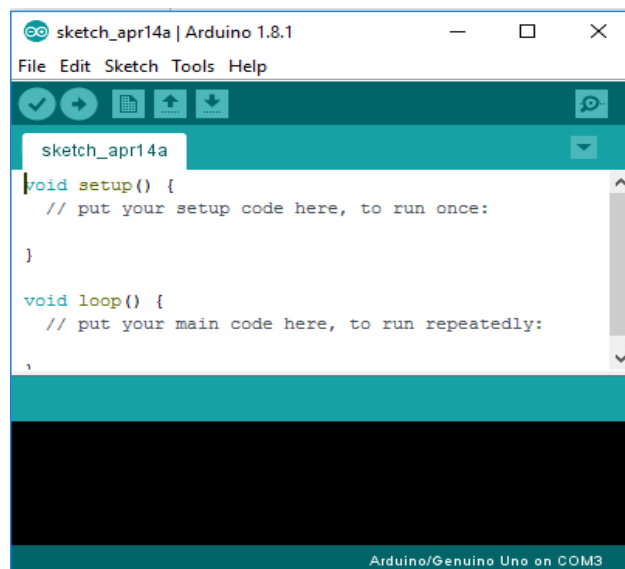 sketch_apr14a | Arduino 1.8.1
File Edit Sketch Tools Help
sketch_apr14a
void setup() {
  // put your setup code here, to run once:
}
void loop() {
  // put your main code here, to run repeatedly:
Arduino/Genuino Uno on COM3